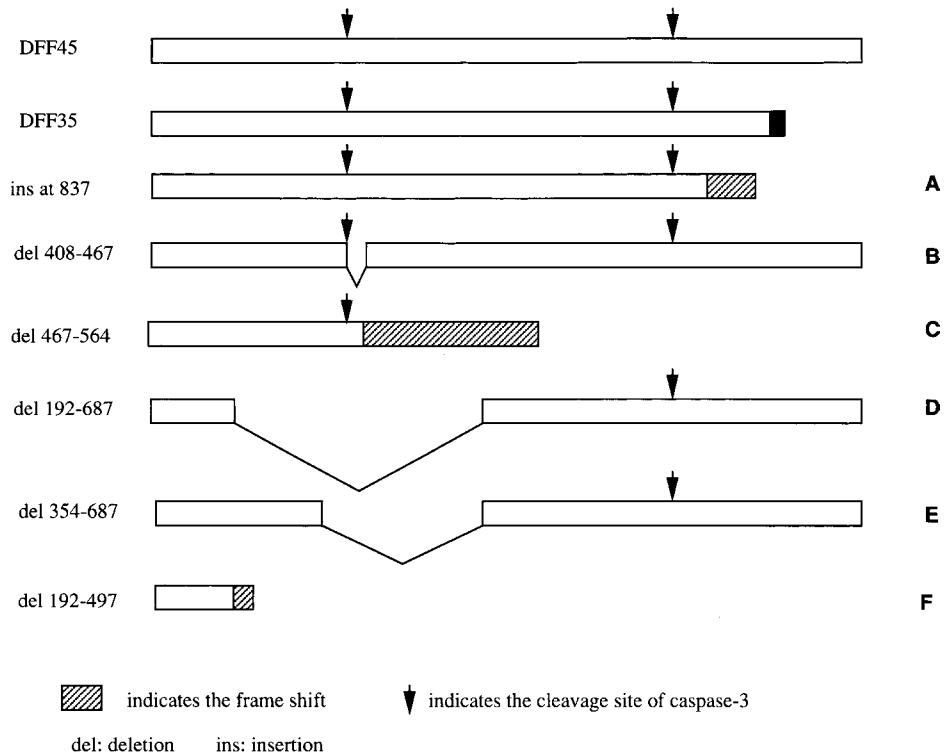 DFF45
DFF35
ins at 837 A
del 408-467 B
del 467-564 C
del 192-687 D
del 354-687 E
del 192-497 F
indicates the frame shift indicates the cleavage site of caspase-3
del: deletion ins: insertion